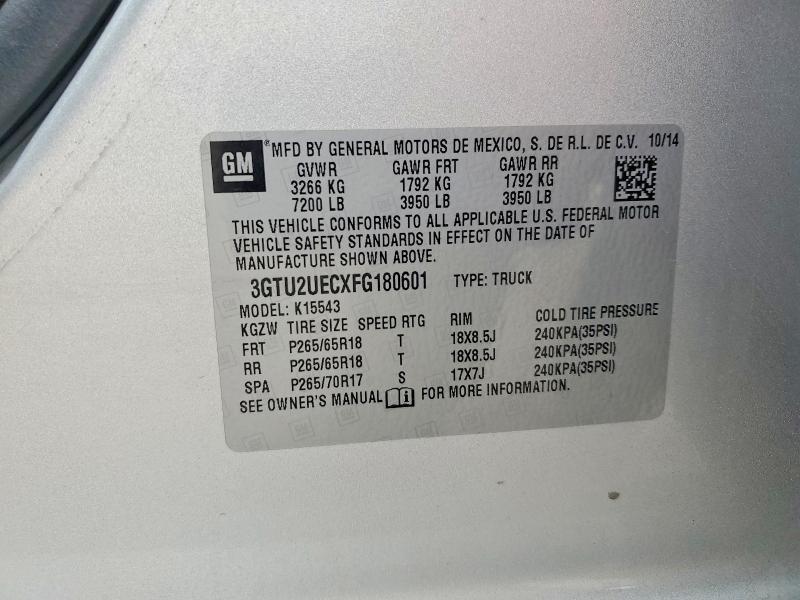 GM ® MFD BY GENERAL MOTORS DE MEXICO, S. DE R.L. DE C.V. 10/14
GVWR GAWR FRT GAWR RR
3266 KG 1792 KG 1792 KG
7200 LB 3950 LB 3950 LB
THIS VEHICLE CONFORMS TO ALL APPLICABLE U.S. FEDERAL MOTOR
VEHICLE SAFETY STANDARDS IN EFFECT ON THE DATE OF
MANUFACTURE SHOWN ABOVE.
3GTU2UECXFG180601 TYPE: TRUCK
MODEL: K15543
KGZW TIRE SIZE SPEED RTG RIM COLD TIRE PRESSURE
FRT P265/65R18 T 18X8.5J 240KPA(35PSI)
RR P265/65R18 T 18X8.5J 240KPA(35PSI)
SPA P265/70R17 S 17X7J 240KPA(35PSI)
SEE OWNER'S MANUAL i FOR MORE INFORMATION.